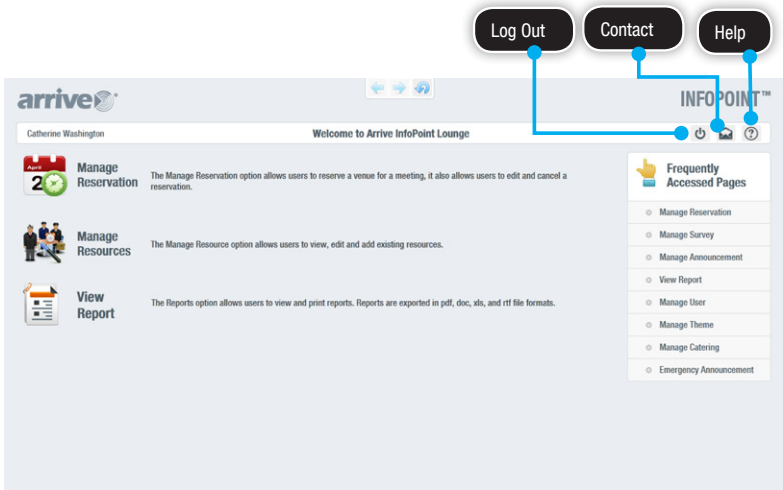 Log Out
Contact
Help
arrive
INFOPOINT™
Catherine Washington
Welcome to Arrive InfoPoint Lounge
?
April
2
Manage
Reservation
The Manage Reservation option allows users to reserve a venue for a meeting, it also allows users to edit and cancel a
reservation.
Manage
Resources
The Manage Resource option allows users to view, edit and add existing resources.
View
Report
The Reports option allows users to view and print reports. Reports are exported in pdf, doc, xls, and rtf file formats.
Frequently
Accessed Pages
Manage Reservation
Manage Survey
Manage Announcement
View Report
Manage User
Manage Theme
Manage Catering
Emergency Announcement